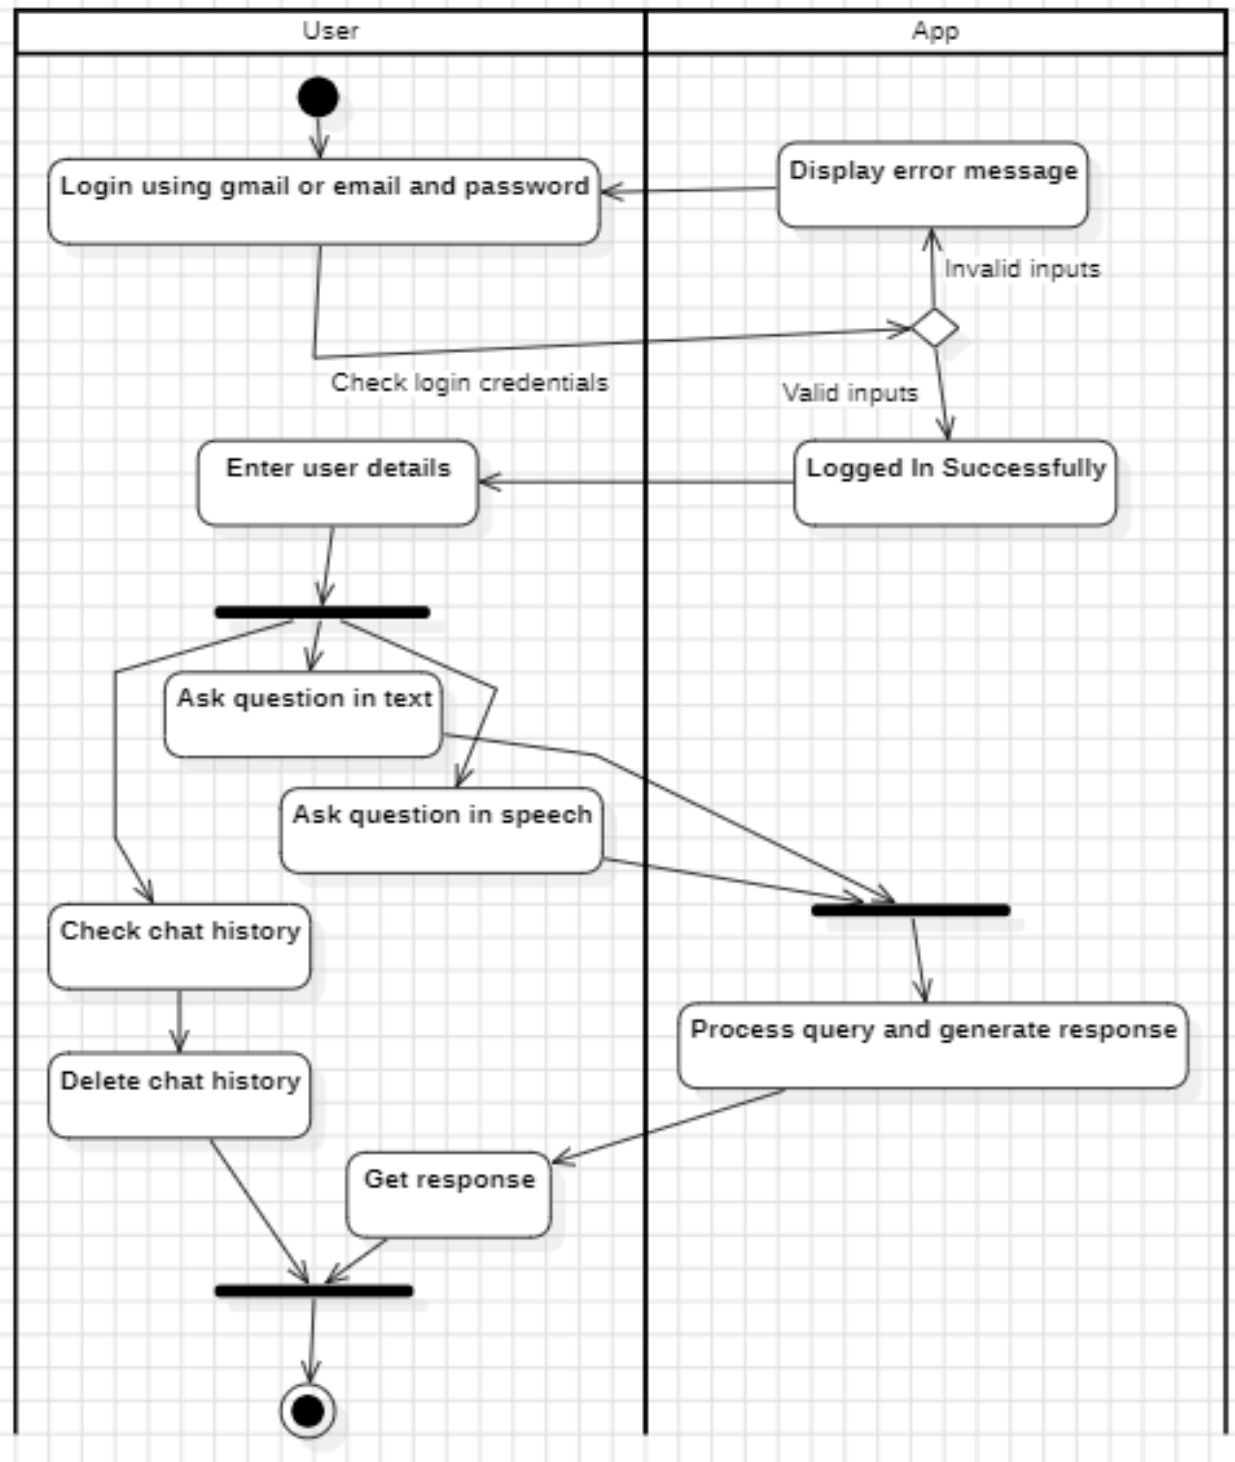 User
App
Login using gmail or email and password
Display error message
Invalid inputs
Check login credentials
Valid inputs
Enter user details
Logged In Successfully
Ask question in text
Ask question in speech
Check chat history
Process query and generate response
Delete chat history
Get response